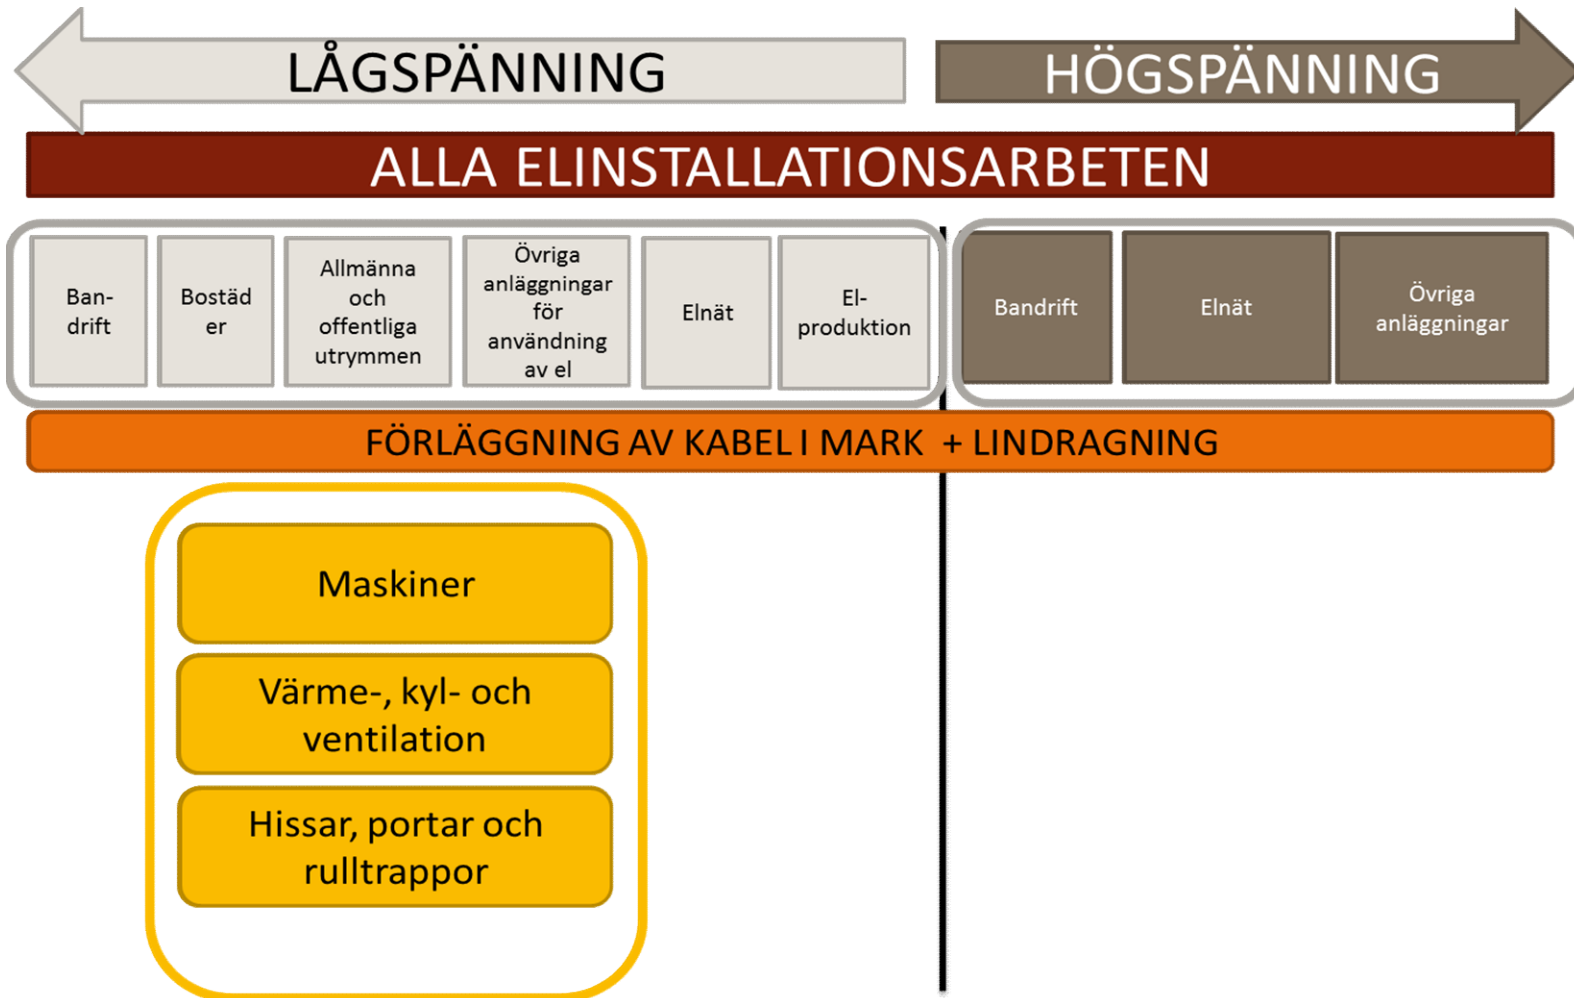 LÅGSPÄNNING
HÖGSPÄNNING
ALLA ELINSTALLATIONSARBETEN
Ban-
drift
Bostäd
er
Allmänna
och
offentliga
utrymmen
Övriga
anläggningar
för
användning
av el
Elnät
El-
produktion
Bandrift
Elnät
Övriga
anläggningar
FÖRLÄGGNING AV KABEL I MARK + LINDRAGNING
Maskiner
Värme-, kyl- och
ventilation
Hissar, portar och
rulltrappor